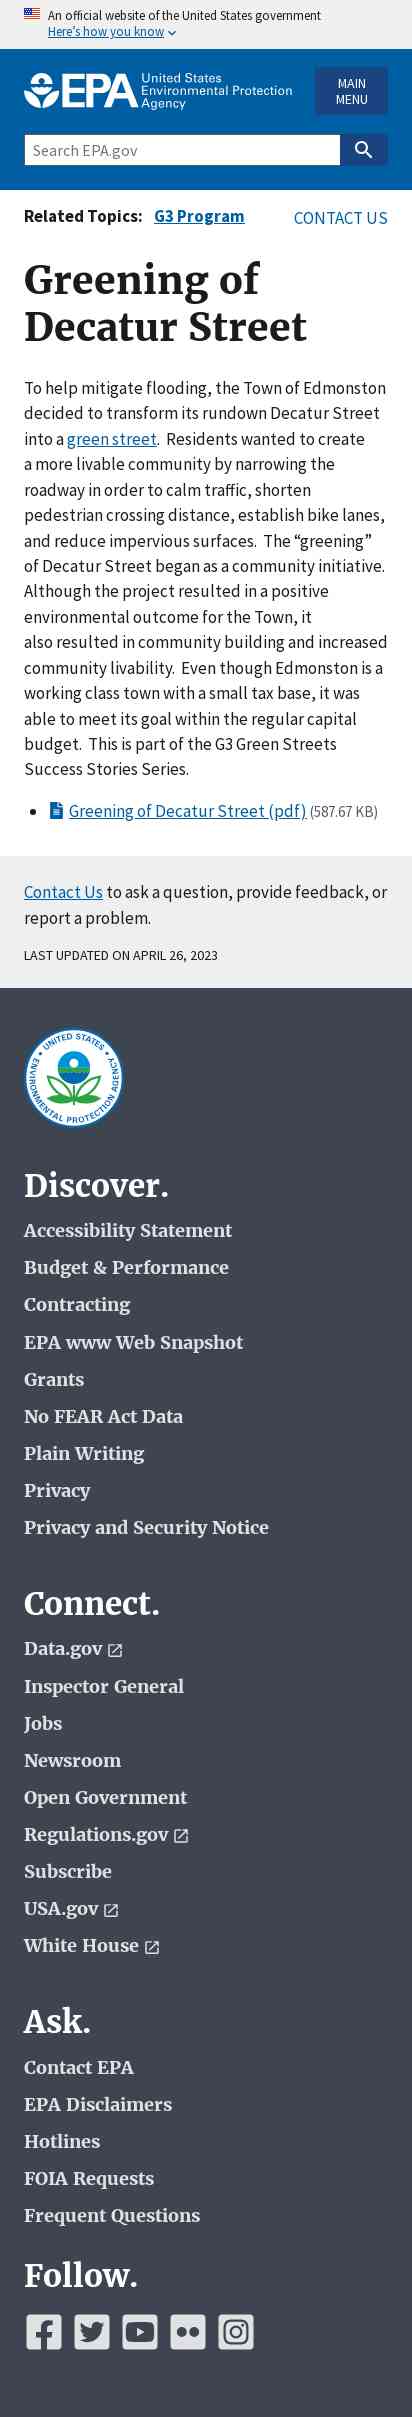 An official website of the United States government
Here's how you know
EPA United States
Environmental Protection
Agency
MAIN
MENU
Search EPA.gov
Related Topics: G3 Program CONTACT US
Greening of
Decatur Street
To help mitigate flooding, the Town of Edmonston
decided to transform its rundown Decatur Street
into a green street.  Residents wanted to create
a more livable community by narrowing the
roadway in order to calm traffic, shorten
pedestrian crossing distance, establish bike lanes,
and reduce impervious surfaces.  The “greening”
of Decatur Street began as a community initiative.
Although the project resulted in a positive
environmental outcome for the Town, it
also resulted in community building and increased
community livability.  Even though Edmonston is a
working class town with a small tax base, it was
able to meet its goal within the regular capital
budget.  This is part of the G3 Green Streets
Success Stories Series.
• Greening of Decatur Street (pdf) (587.67 KB)
Contact Us to ask a question, provide feedback, or
report a problem.
LAST UPDATED ON APRIL 26, 2023
UNITED STATES
ENVIRONMENTAL PROTECTION AGENCY
Discover.
Accessibility Statement
Budget & Performance
Contracting
EPA www Web Snapshot
Grants
No FEAR Act Data
Plain Writing
Privacy
Privacy and Security Notice
Connect.
Data.gov
Inspector General
Jobs
Newsroom
Open Government
Regulations.gov
Subscribe
USA.gov
White House
Ask.
Contact EPA
EPA Disclaimers
Hotlines
FOIA Requests
Frequent Questions
Follow.